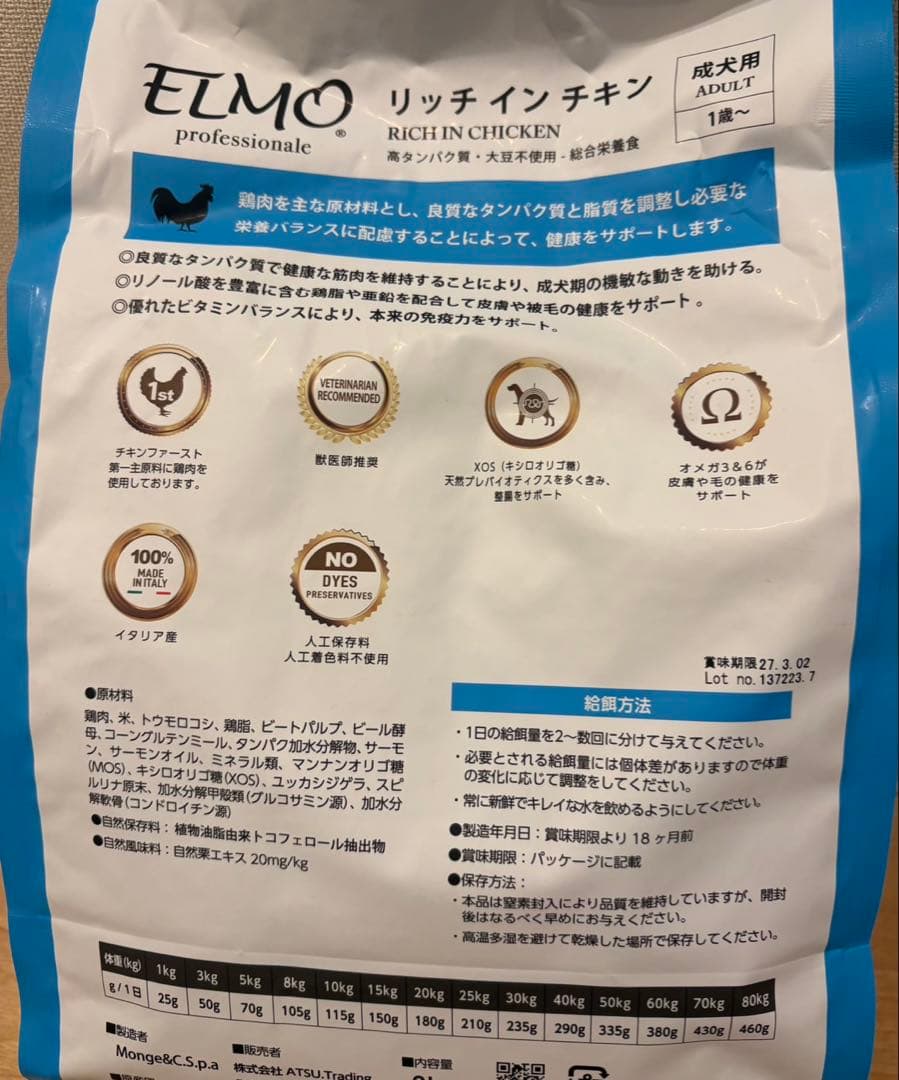 ELMO®
professionale
リッチ イン チキン
RiCH IN CHICKEN
高タンパク質・大豆不使用 - 総合栄養食
成犬用
ADULT
1歳～
鶏肉を主な原材料とし、良質なタンパク質と脂質を調整し必要な
栄養バランスに配慮することによって、健康をサポートします。
◎良質なタンパク質で健康な筋肉を維持することにより、成犬期の機敏な動きを助ける。
◎リノール酸を豊富に含む鶏脂や亜鉛を配合して皮膚や被毛の健康をサポート。
◎優れたビタミンバランスにより、本来の免疫力をサポート。
1st
チキンファースト
第一主原料に鶏肉を
使用しております。
VETERINARIAN
RECOMMENDED
獣医師推奨
XOS（キシロオリゴ糖）
天然プレバイオティクスを多く含み、
整腸をサポート
Ω
オメガ3＆6が
皮膚や毛の健康を
サポート
100%
MADE
IN ITALY
イタリア産
NO
DYES
PRESERVATIVES
人工保存料
人工着色料不使用
賞味期限27.3.02
Lot no.137223.7
●原材料
鶏肉、米、トウモロコシ、鶏脂、ビートパルプ、ビール酵
母、コーングルテンミール、タンパク加水分解物、サーモ
ン、サーモンオイル、ミネラル類、マンナンオリゴ糖
(MOS)、キシロオリゴ糖(XOS)、ユッカシジゲラ、スピ
ルリナ原末、加水分解甲殻類(グルコサミン源)、加水分
解軟骨(コンドロイチン源)
●自然保存料：植物油脂由来トコフェロール抽出物
●自然風味料：自然栗エキス 20mg/kg
給餌方法
・1日の給餌量を2～数回に分けて与えてください。
・必要とされる給餌量には個体差がありますので体重
の変化に応じて調整をしてください。
・常に新鮮でキレイな水を飲めるようにしてください。
●製造年月日：賞味期限より 18 ヶ月前
●賞味期限：パッケージに記載
●保存方法：
・本品は窒素封入により品質を維持していますが、開封
後はなるべく早めにお与えください。
・高温多湿を避けて乾燥した場所で保存してください。
体重(kg) 1kg 3kg 5kg 8kg 10kg 15kg 20kg 25kg 30kg 40kg 50kg 60kg 70kg 80kg
g/1日 25g 50g 70g 105g 115g 150g 180g 210g 235g 290g 335g 380g 430g 460g
■製造者
Monge&C.S.p.a
■販売者
株式会社 ATSU.Trading
■内容量